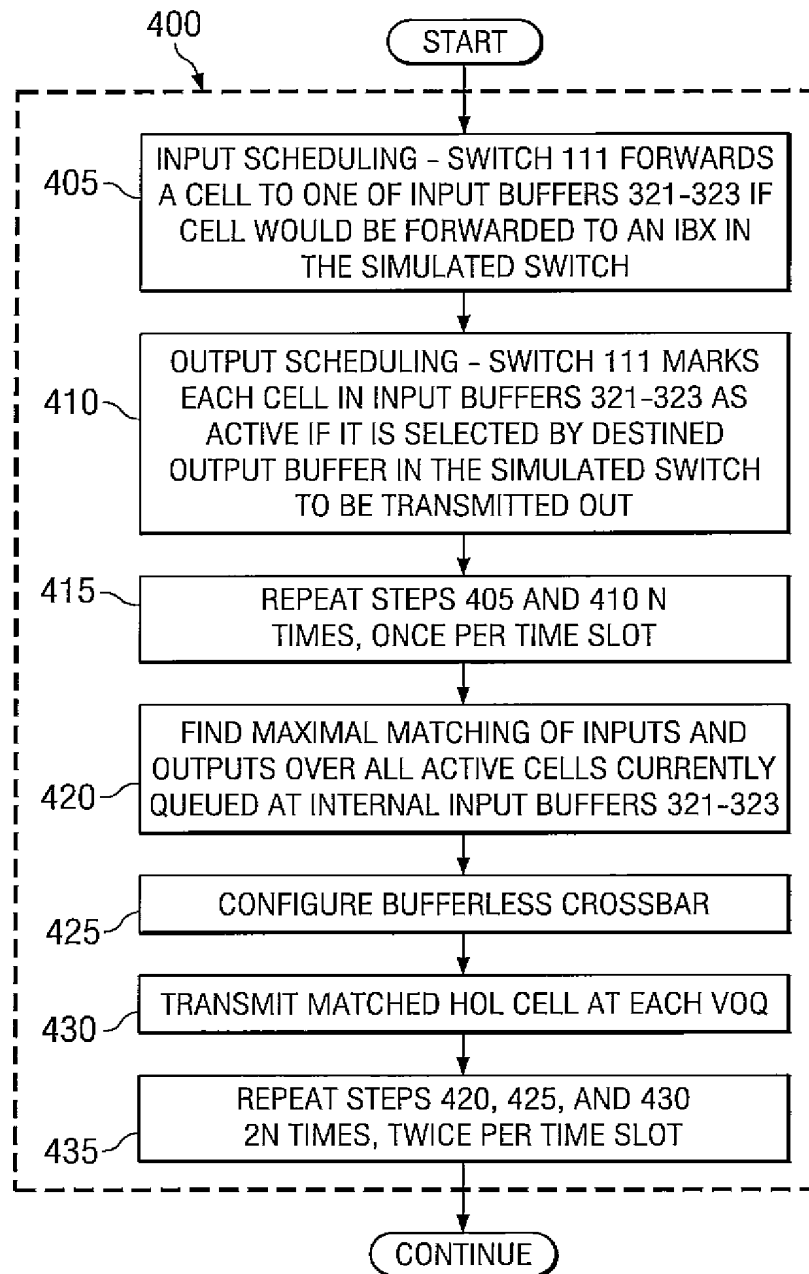 400
START
405
INPUT SCHEDULING – SWITCH 111 FORWARDS
A CELL TO ONE OF INPUT BUFFERS 321–323 IF
CELL WOULD BE FORWARDED TO AN IBX IN
THE SIMULATED SWITCH
410
OUTPUT SCHEDULING – SWITCH 111 MARKS
EACH CELL IN INPUT BUFFERS 321–323 AS
ACTIVE IF IT IS SELECTED BY DESTINED
OUTPUT BUFFER IN THE SIMULATED SWITCH
TO BE TRANSMITTED OUT
415
REPEAT STEPS 405 AND 410 N
TIMES, ONCE PER TIME SLOT
420
FIND MAXIMAL MATCHING OF INPUTS AND
OUTPUTS OVER ALL ACTIVE CELLS CURRENTLY
QUEUED AT INTERNAL INPUT BUFFERS 321–323
425
CONFIGURE BUFFERLESS CROSSBAR
430
TRANSMIT MATCHED HOL CELL AT EACH VOQ
435
REPEAT STEPS 420, 425, AND 430
2N TIMES, TWICE PER TIME SLOT
CONTINUE